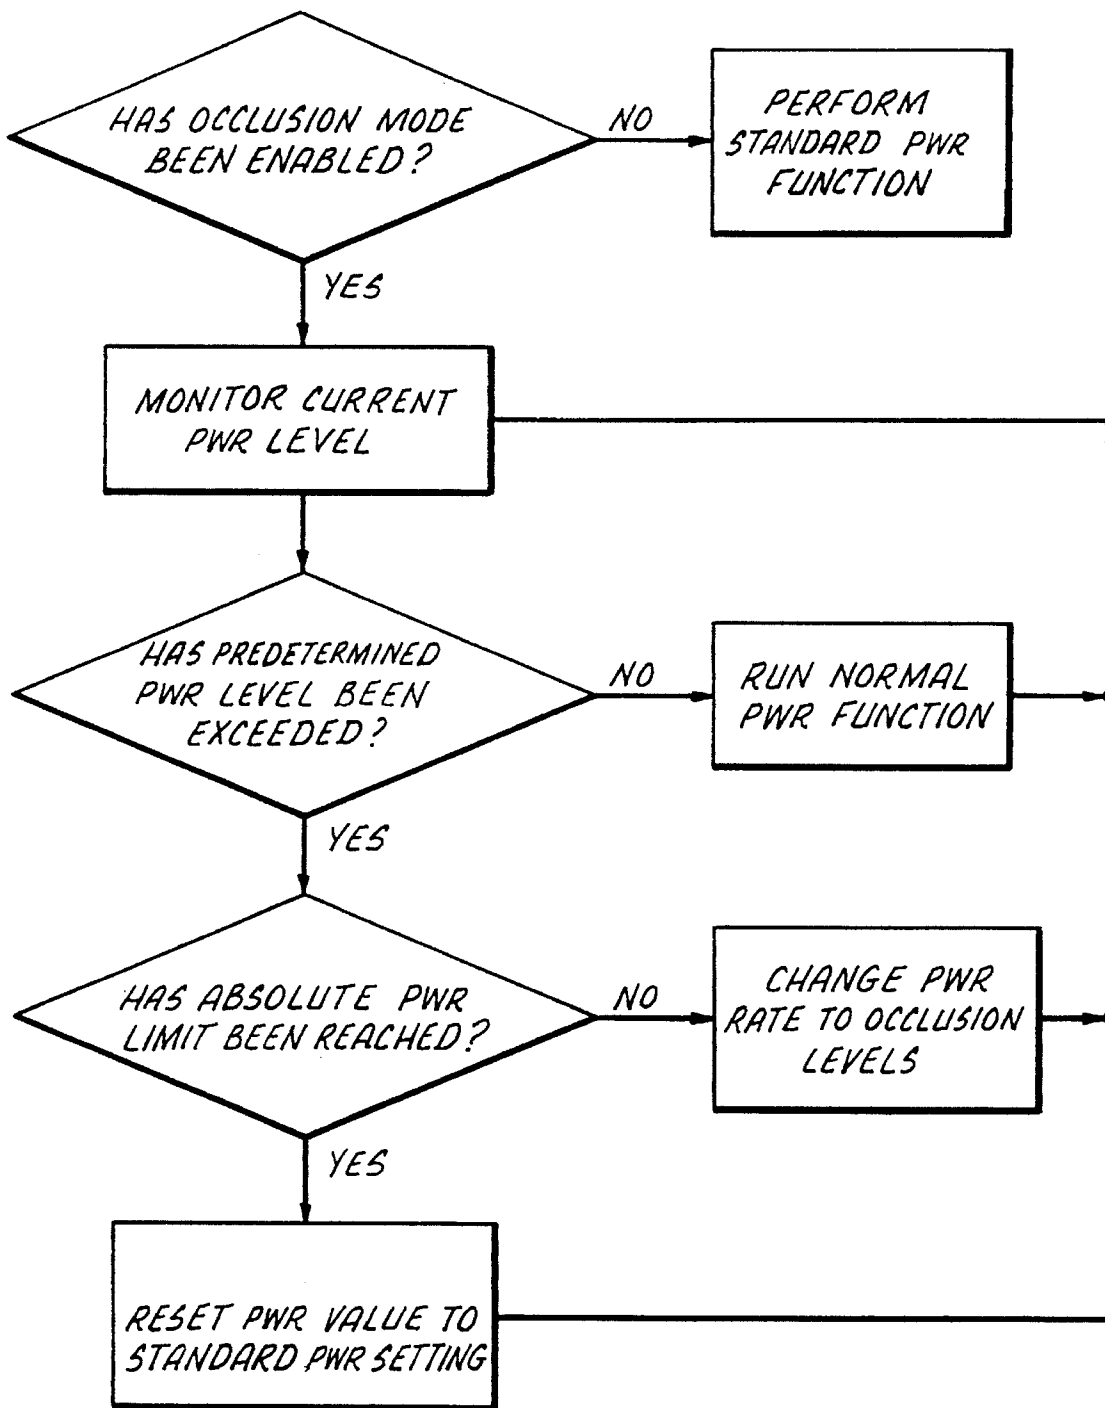 HAS OCCLUSION MODE
BEEN ENABLED?
NO
PERFORM
STANDARD PWR
FUNCTION
YES
MONITOR CURRENT
PWR LEVEL
HAS PREDETERMINED
PWR LEVEL BEEN
EXCEEDED?
NO
RUN NORMAL
PWR FUNCTION
YES
HAS ABSOLUTE PWR
LIMIT BEEN REACHED?
NO
CHANGE PWR
RATE TO OCCLUSION
LEVELS
YES
RESET PWR VALUE TO
STANDARD PWR SETTING